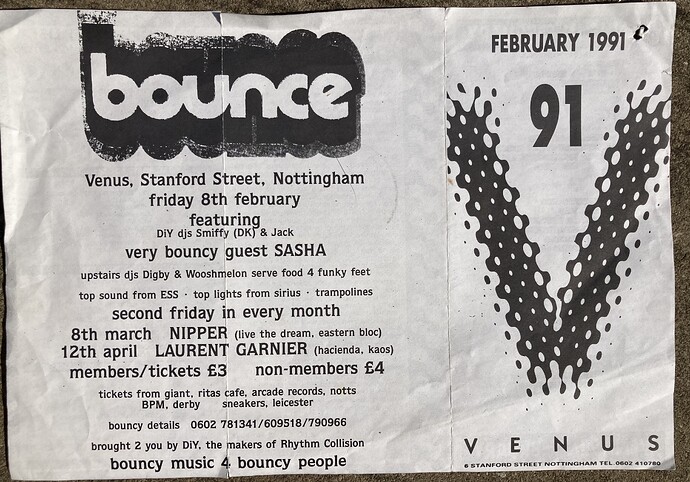 bounce
Venus, Stanford Street, Nottingham
friday 8th february
featuring
DiY djs Smiffy (DK) & Jack
very bouncy guest SASHA
upstairs djs Digby & Wooshmelon serve food 4 funky feet
top sound from ESS · top lights from sirius · trampolines
second friday in every month
8th march NIPPER (live the dream, eastern bloc)
12th april LAURENT GARNIER (hacienda, kaos)
members/tickets £3 non-members £4
tickets from giant, ritas cafe, arcade records, notts
BPM, derby sneakers, leicester
bouncy details 0602 781341/609518/790966
brought 2 you by DiY, the makers of Rhythm Collision
bouncy music 4 bouncy people
FEBRUARY 1991
91
V
VENUS
6 STANFORD STREET NOTTINGHAM TEL.0602 410780